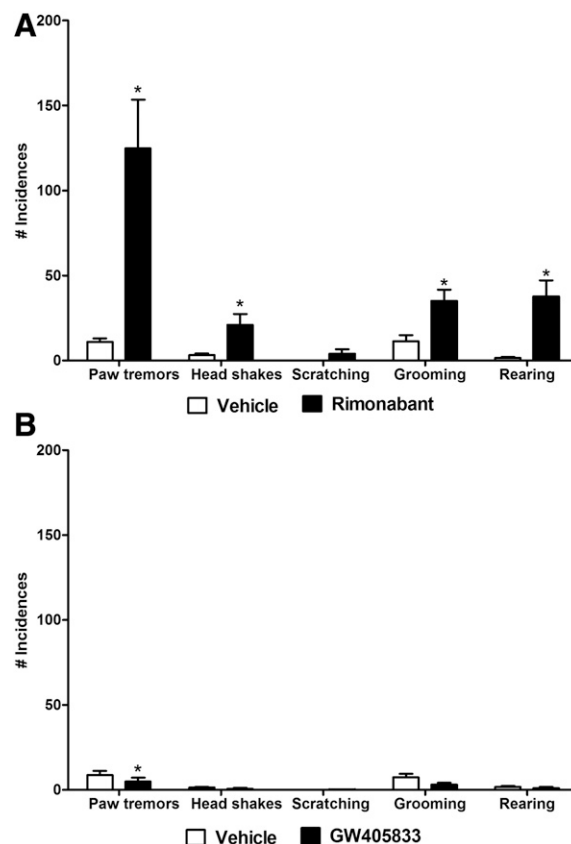 A
200
150
100
50
0
# Incidences
*
*
*
*
Paw tremors Head shakes Scratching Grooming Rearing
Vehicle Rimonabant
B
200
150
100
50
0
# Incidences
*
Paw tremors Head shakes Scratching Grooming Rearing
Vehicle GW405833